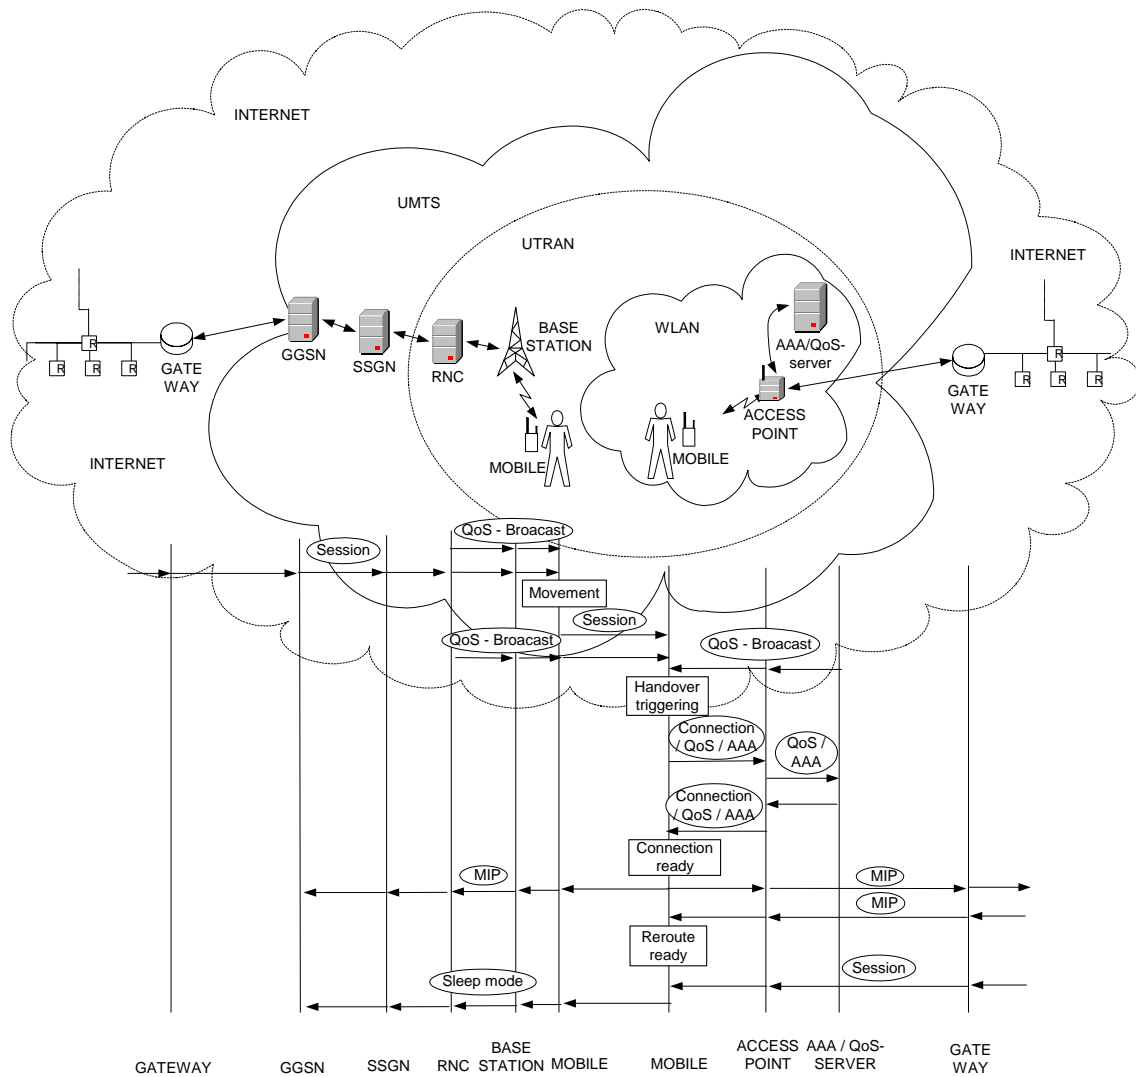 INTERNET
UMTS
UTRAN
INTERNET
WLAN
BASE
STATION
AAA/QoS-
server
R
R
R
R
GATE
WAY
GGSN
SSGN
RNC
ACCESS
POINT
GATE
WAY
R
R
R
R
INTERNET
MOBILE
MOBILE
QoS - Broacast
Session
Movement
Session
QoS - Broacast
QoS - Broacast
Handover
triggering
Connection
/ QoS / AAA
QoS /
AAA
Connection
/ QoS / AAA
Connection
ready
MIP
MIP
MIP
Reroute
ready
Session
Sleep mode
GATEWAY
GGSN
SSGN
RNC
BASE
STATION
MOBILE
MOBILE
ACCESS
POINT
AAA / QoS-
SERVER
GATE
WAY